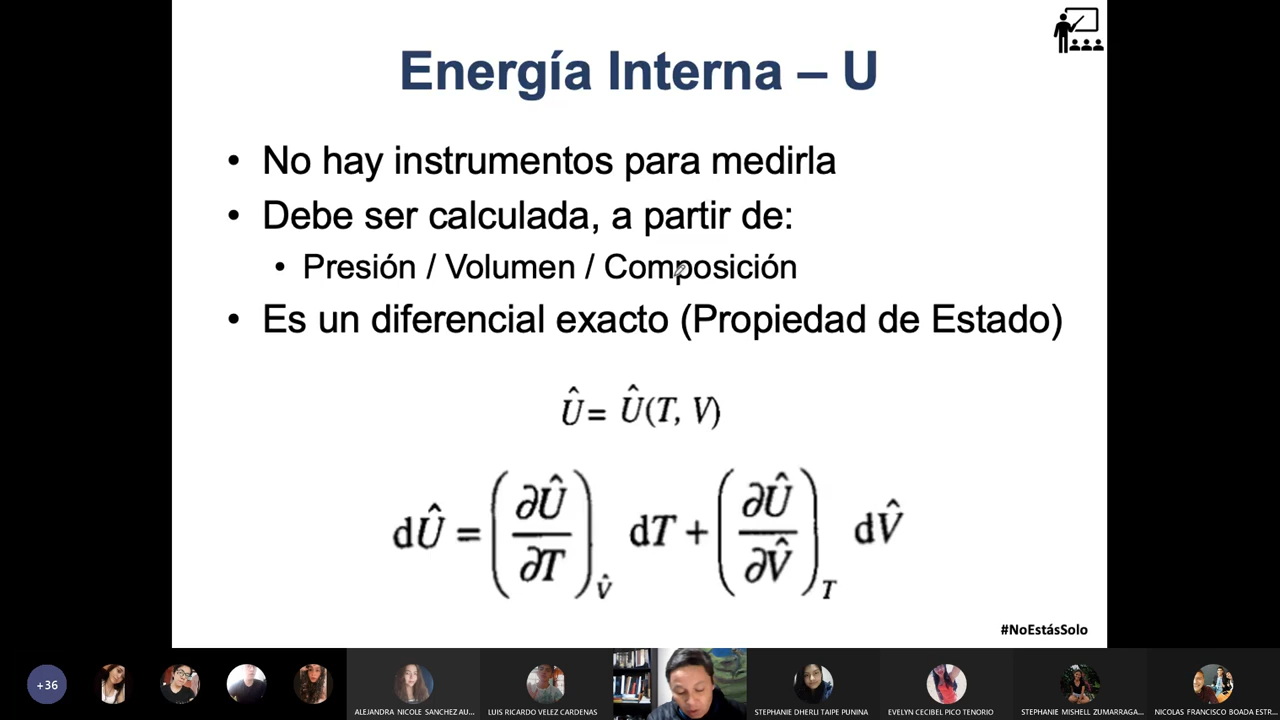 Energía Interna – U
• No hay instrumentos para medirla
• Debe ser calculada, a partir de:
• Presión / Volumen / Composición
• Es un diferencial exacto (Propiedad de Estado)
Û = Û(T, V)
dÛ = (∂Û/∂T)_V̂ dT + (∂Û/∂V̂)_T dV̂
#NoEstásSolo
+36
ALEJANDRA NICOLE SANCHEZ AU...
LUIS RICARDO VELEZ CARDENAS
STEPHANIE DHERLI TAIPE PUNINA
EVELYN CECIBEL PICO TENORIO
STEPHANIE MISHELL ZUMARRAGA...
NICOLAS FRANCISCO BOADA ESTR...